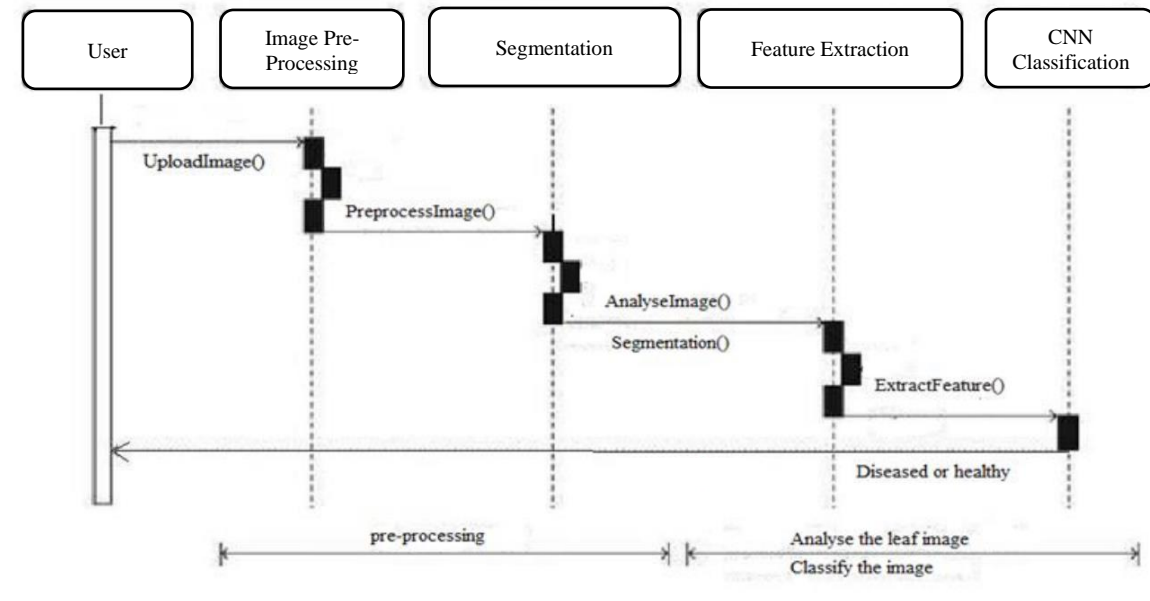 User
Image Pre-
Processing
Segmentation
Feature Extraction
CNN
Classification
UploadImage()
PreprocessImage()
AnalyseImage()
Segmentation()
ExtractFeature()
Diseased or healthy
pre-processing
Analyse the leaf image
Classify the image